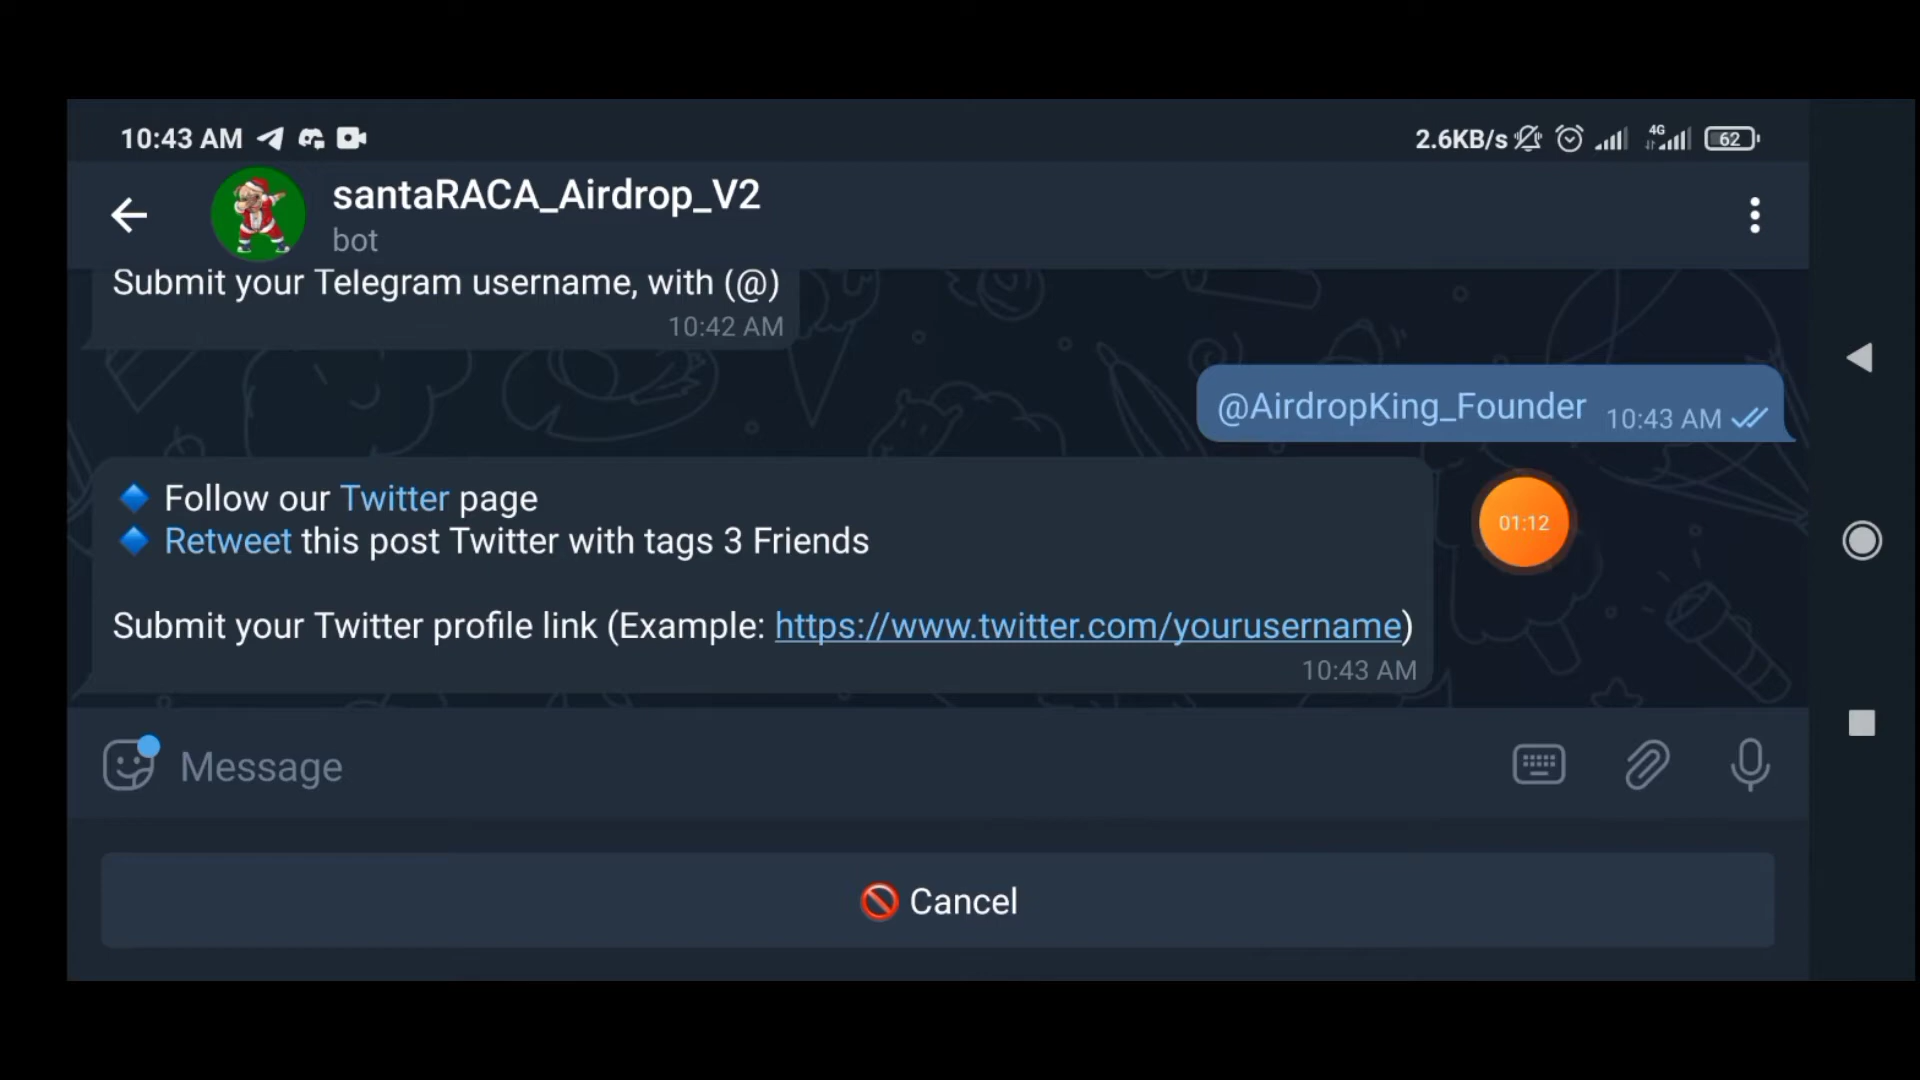 10:43 AM
2.6KB/s 4G 62
santaRACA_Airdrop_V2
bot
Submit your Telegram username, with (@)
10:42 AM
@AirdropKing_Founder 10:43 AM
Follow our Twitter page
01:12
Retweet this post Twitter with tags 3 Friends
Submit your Twitter profile link (Example: https://www.twitter.com/yourusername)
10:43 AM
Message
Cancel